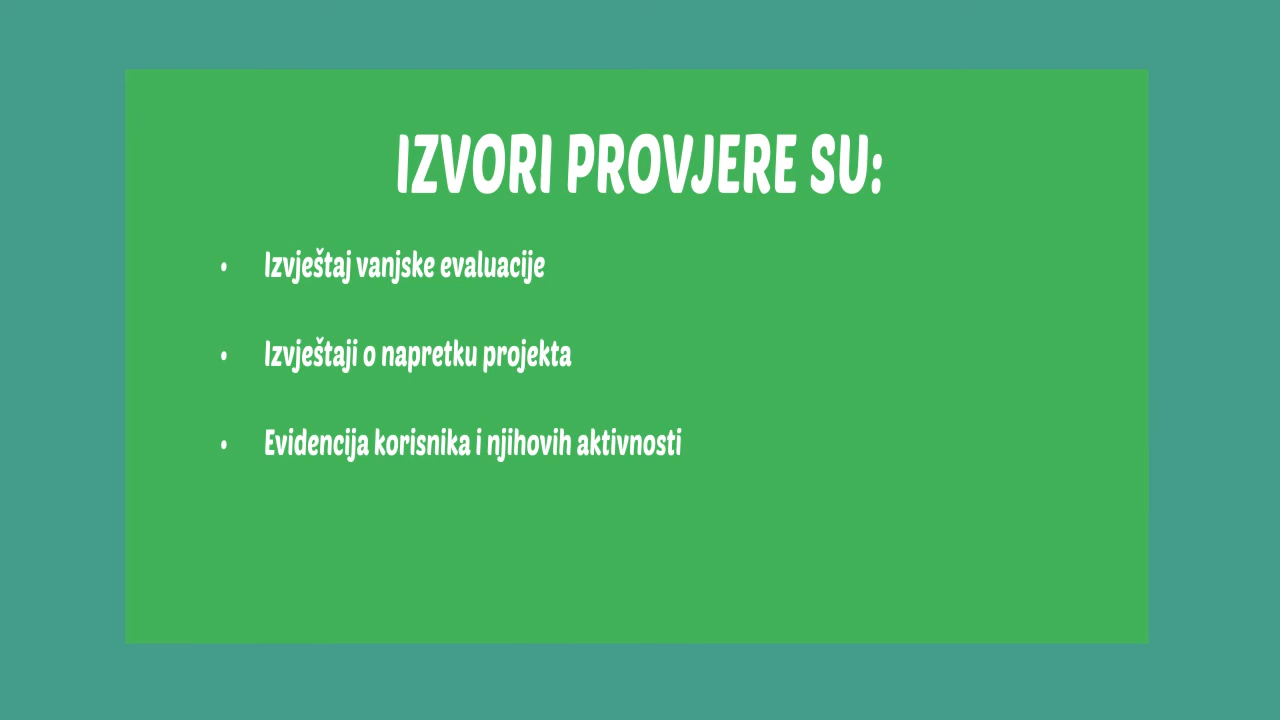 IZVORI PROVJERE SU:
• Izvještaj vanjske evaluacije
• Izvještaji o napretku projekta
• Evidencija korisnika i njihovih aktivnosti